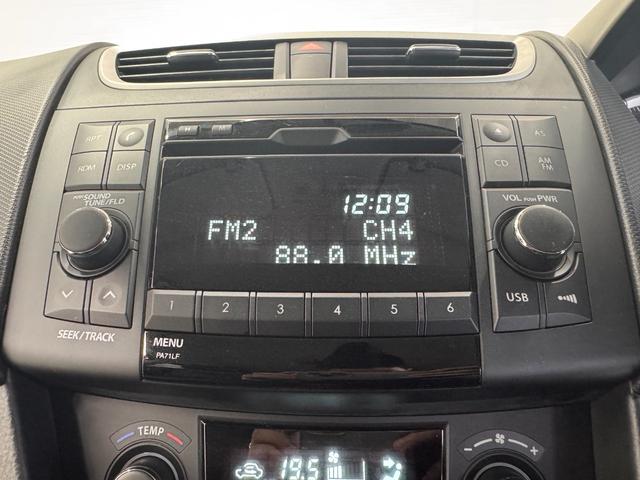 RPT
RDM DISP
PUSH SOUND
TUNE/FLD
SEEK/TRACK
H M
12:09
FM2 CH4
88.0 MHz
1 2 3 4 5 6
MENU
PA71LF
AS
CD AM FM
VOL PUSH PWR
USB
TEMP
19.5